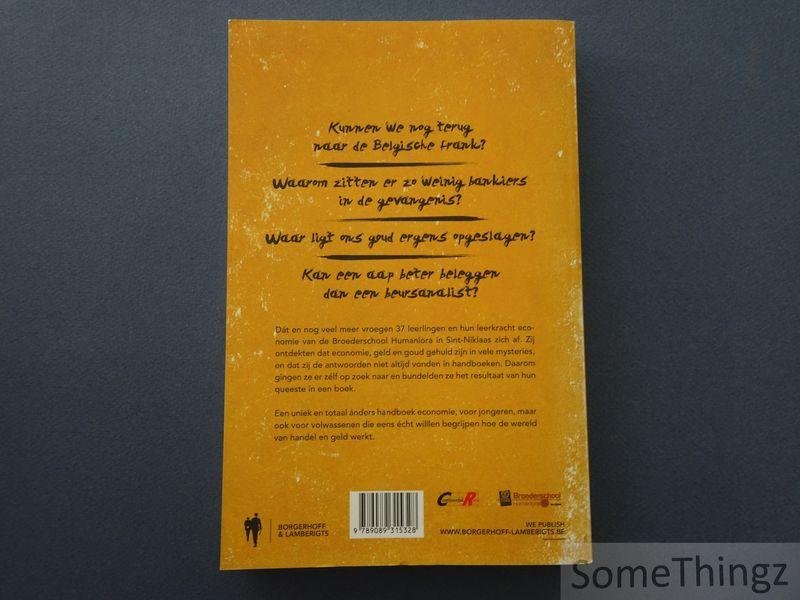 Kunnen we nog terug
naar de Belgische frank?
Waarom zitten er zo weinig bankiers
in de gevangenis?
Waar ligt ons goud ergens opgeslagen?
Kan een aap beter beleggen
dan een beursanalist?
Dát en nog veel meer vroegen 37 leerlingen en hun leerkracht eco-
nomie van de Broederschool Humaniora in Sint-Niklaas zich af. Zij
ontdekten dat economie, geld en goud gehuld zijn in vele mysteries,
en dat zij de antwoorden niet altijd vonden in handboeken. Daarom
gingen ze er zélf op zoek naar en bundelden ze het resultaat van hun
queeste in een boek.
Een uniek en totaal ánders handboek economie, voor jongeren, maar
ook voor volwassenen die eens écht willlen begrijpen hoe de wereld
van handel en geld werkt.
BORGERHOFF
& LAMBERIGTS
9 789089 315328
Broederschool
WE PUBLISH
WWW.BORGERHOFF-LAMBERIGTS.BE
SomeThingz